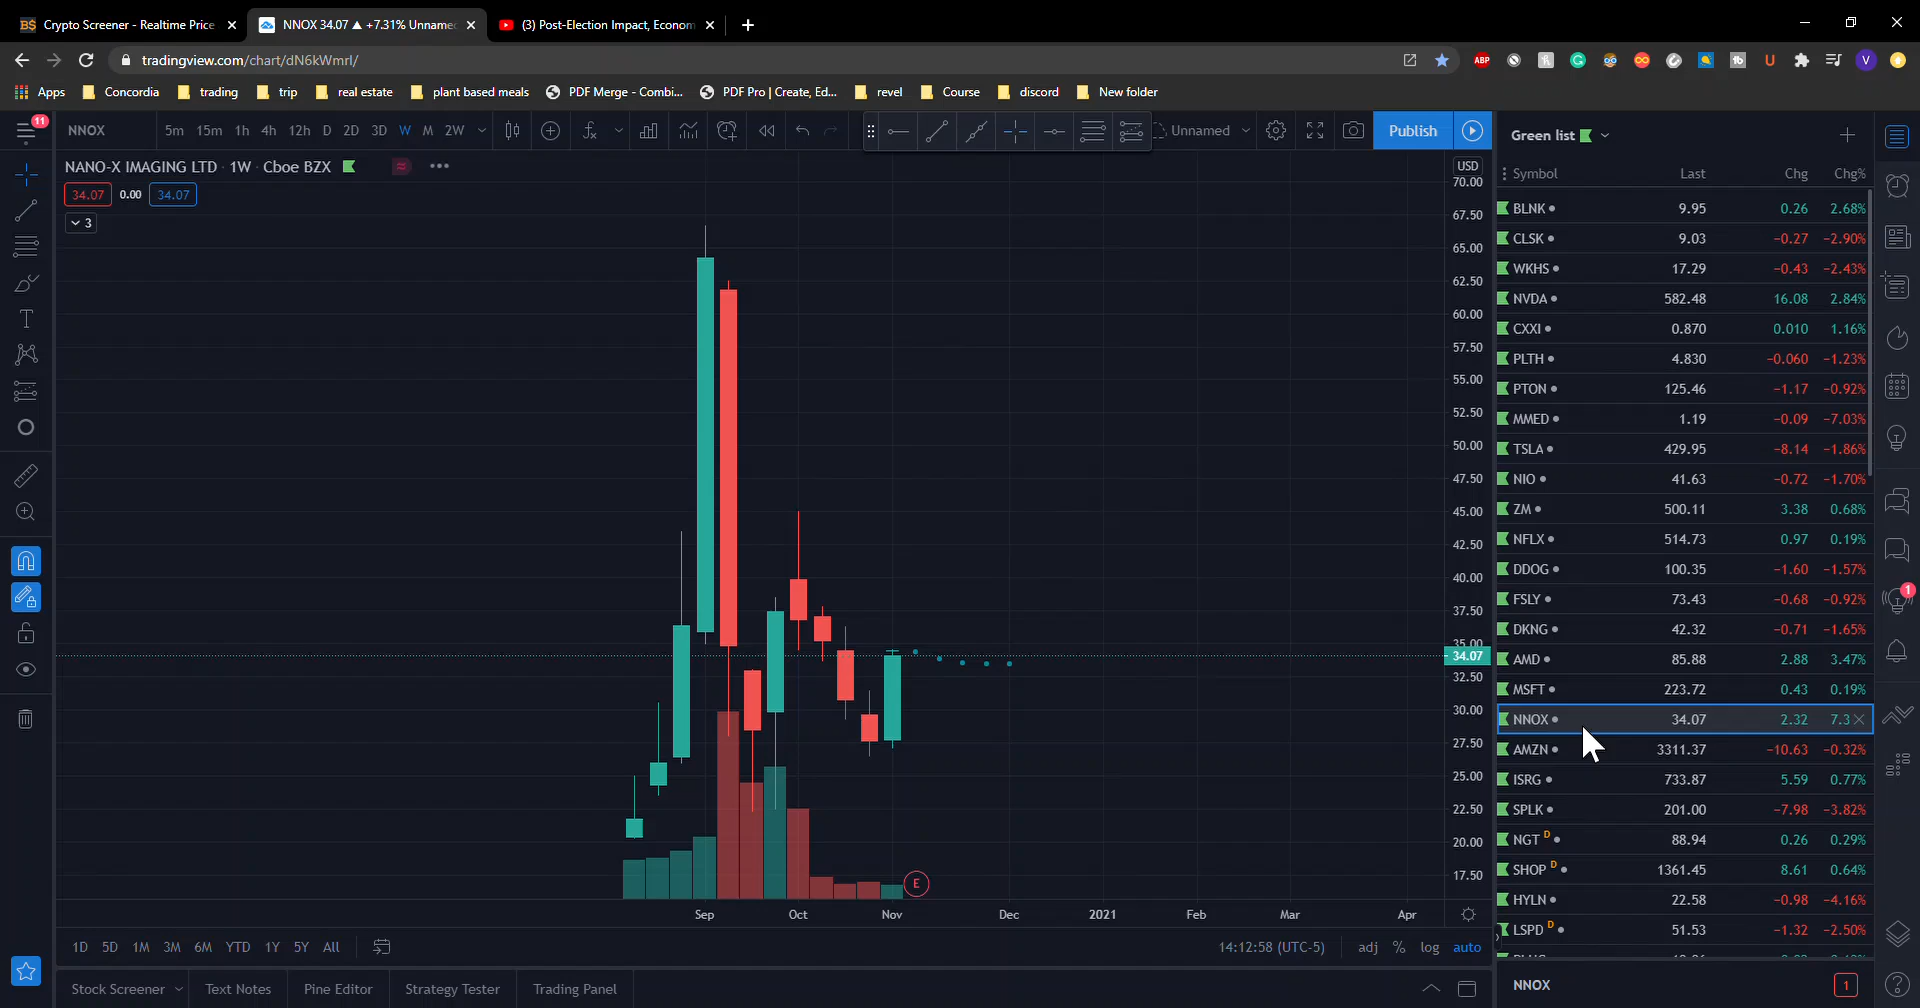 Crypto Screener - Realtime Price
NNOX 34.07 ▲ +7.31% Unname
(3) Post-Election Impact, Econom
tradingview.com/chart/dN6kWmrl/
ABP
V
Apps Concordia trading trip real estate plant based meals PDF Merge - Combi... PDF Pro | Create, Ed... revel Course discord New folder
11
NNOX 5m 15m 1h 4h 12h D 2D 3D W M 2W Unnamed Publish
NANO-X IMAGING LTD · 1W · Cboe BZX
34.07 0.00 34.07
3
USD
70.00
67.50
65.00
62.50
60.00
57.50
55.00
52.50
50.00
47.50
45.00
42.50
40.00
37.50
35.00
34.07
32.50
30.00
27.50
25.00
22.50
20.00
17.50
E
Sep Oct Nov Dec 2021 Feb Mar Apr
1D 5D 1M 3M 6M YTD 1Y 5Y All 14:12:58 (UTC-5) adj % log auto
Stock Screener Text Notes Pine Editor Strategy Tester Trading Panel
Green list
Symbol Last Chg Chg%
BLNK 9.95 0.26 2.68%
CLSK 9.03 −0.27 −2.90%
WKHS 17.29 −0.43 −2.43%
NVDA 582.48 16.08 2.84%
CXXI 0.870 0.010 1.16%
PLTH 4.830 −0.060 −1.23%
PTON 125.46 −1.17 −0.92%
MMED 1.19 −0.09 −7.03%
TSLA 429.95 −8.14 −1.86%
NIO 41.63 −0.72 −1.70%
ZM 500.11 3.38 0.68%
NFLX 514.73 0.97 0.19%
DDOG 100.35 −1.60 −1.57%
FSLY 73.43 −0.68 −0.92%
DKNG 42.32 −0.71 −1.65%
AMD 85.88 2.88 3.47%
MSFT 223.72 0.43 0.19%
NNOX 34.07 2.32 7.3
AMZN 3311.37 −10.63 −0.32%
ISRG 733.87 5.59 0.77%
SPLK 201.00 −7.98 −3.82%
NGT D 88.94 0.26 0.29%
SHOP D 1361.45 8.61 0.64%
HYLN 22.58 −0.98 −4.16%
LSPD D 51.53 −1.32 −2.50%
NNOX 1
1